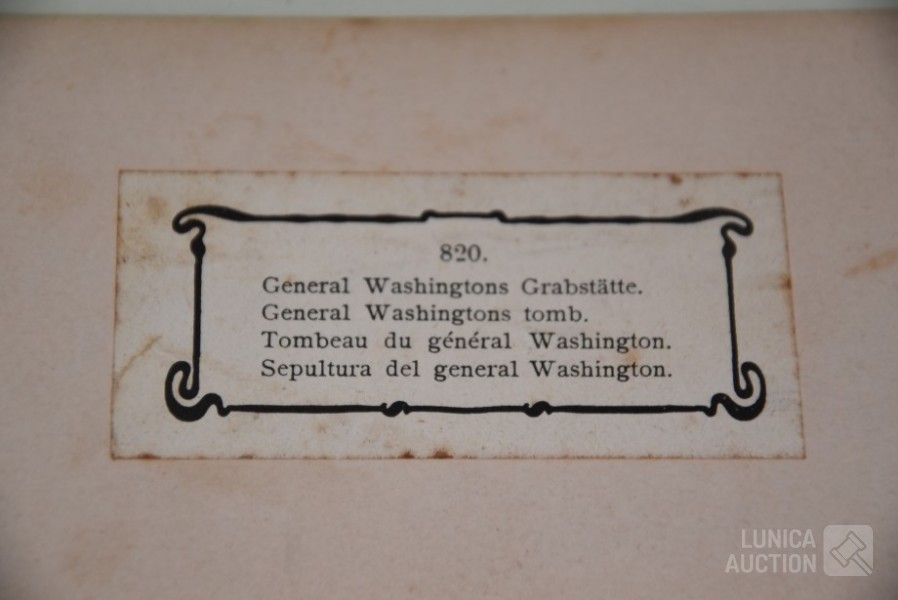 820.
General Washingtons Grabstätte.
General Washingtons tomb.
Tombeau du général Washington.
Sepultura del general Washington.
LUNICA
AUCTION